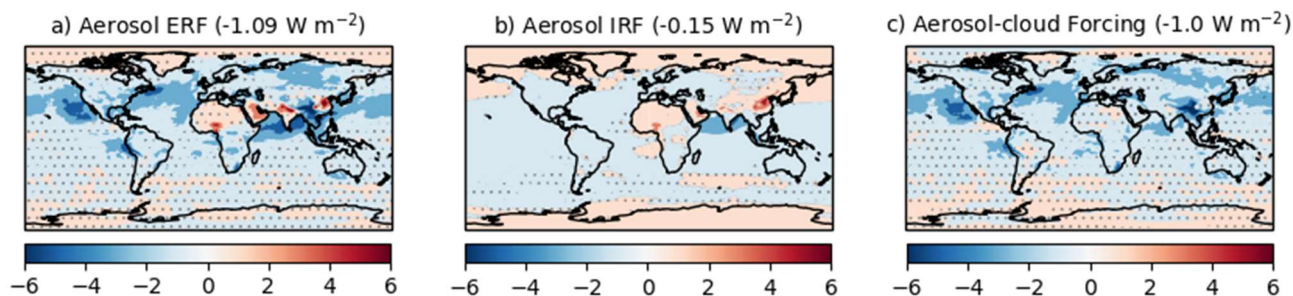 a) Aerosol ERF (-1.09 W m⁻²)
b) Aerosol IRF (-0.15 W m⁻²)
c) Aerosol-cloud Forcing (-1.0 W m⁻²)
−6 −4 −2 0 2 4 6
−6 −4 −2 0 2 4 6
−6 −4 −2 0 2 4 6